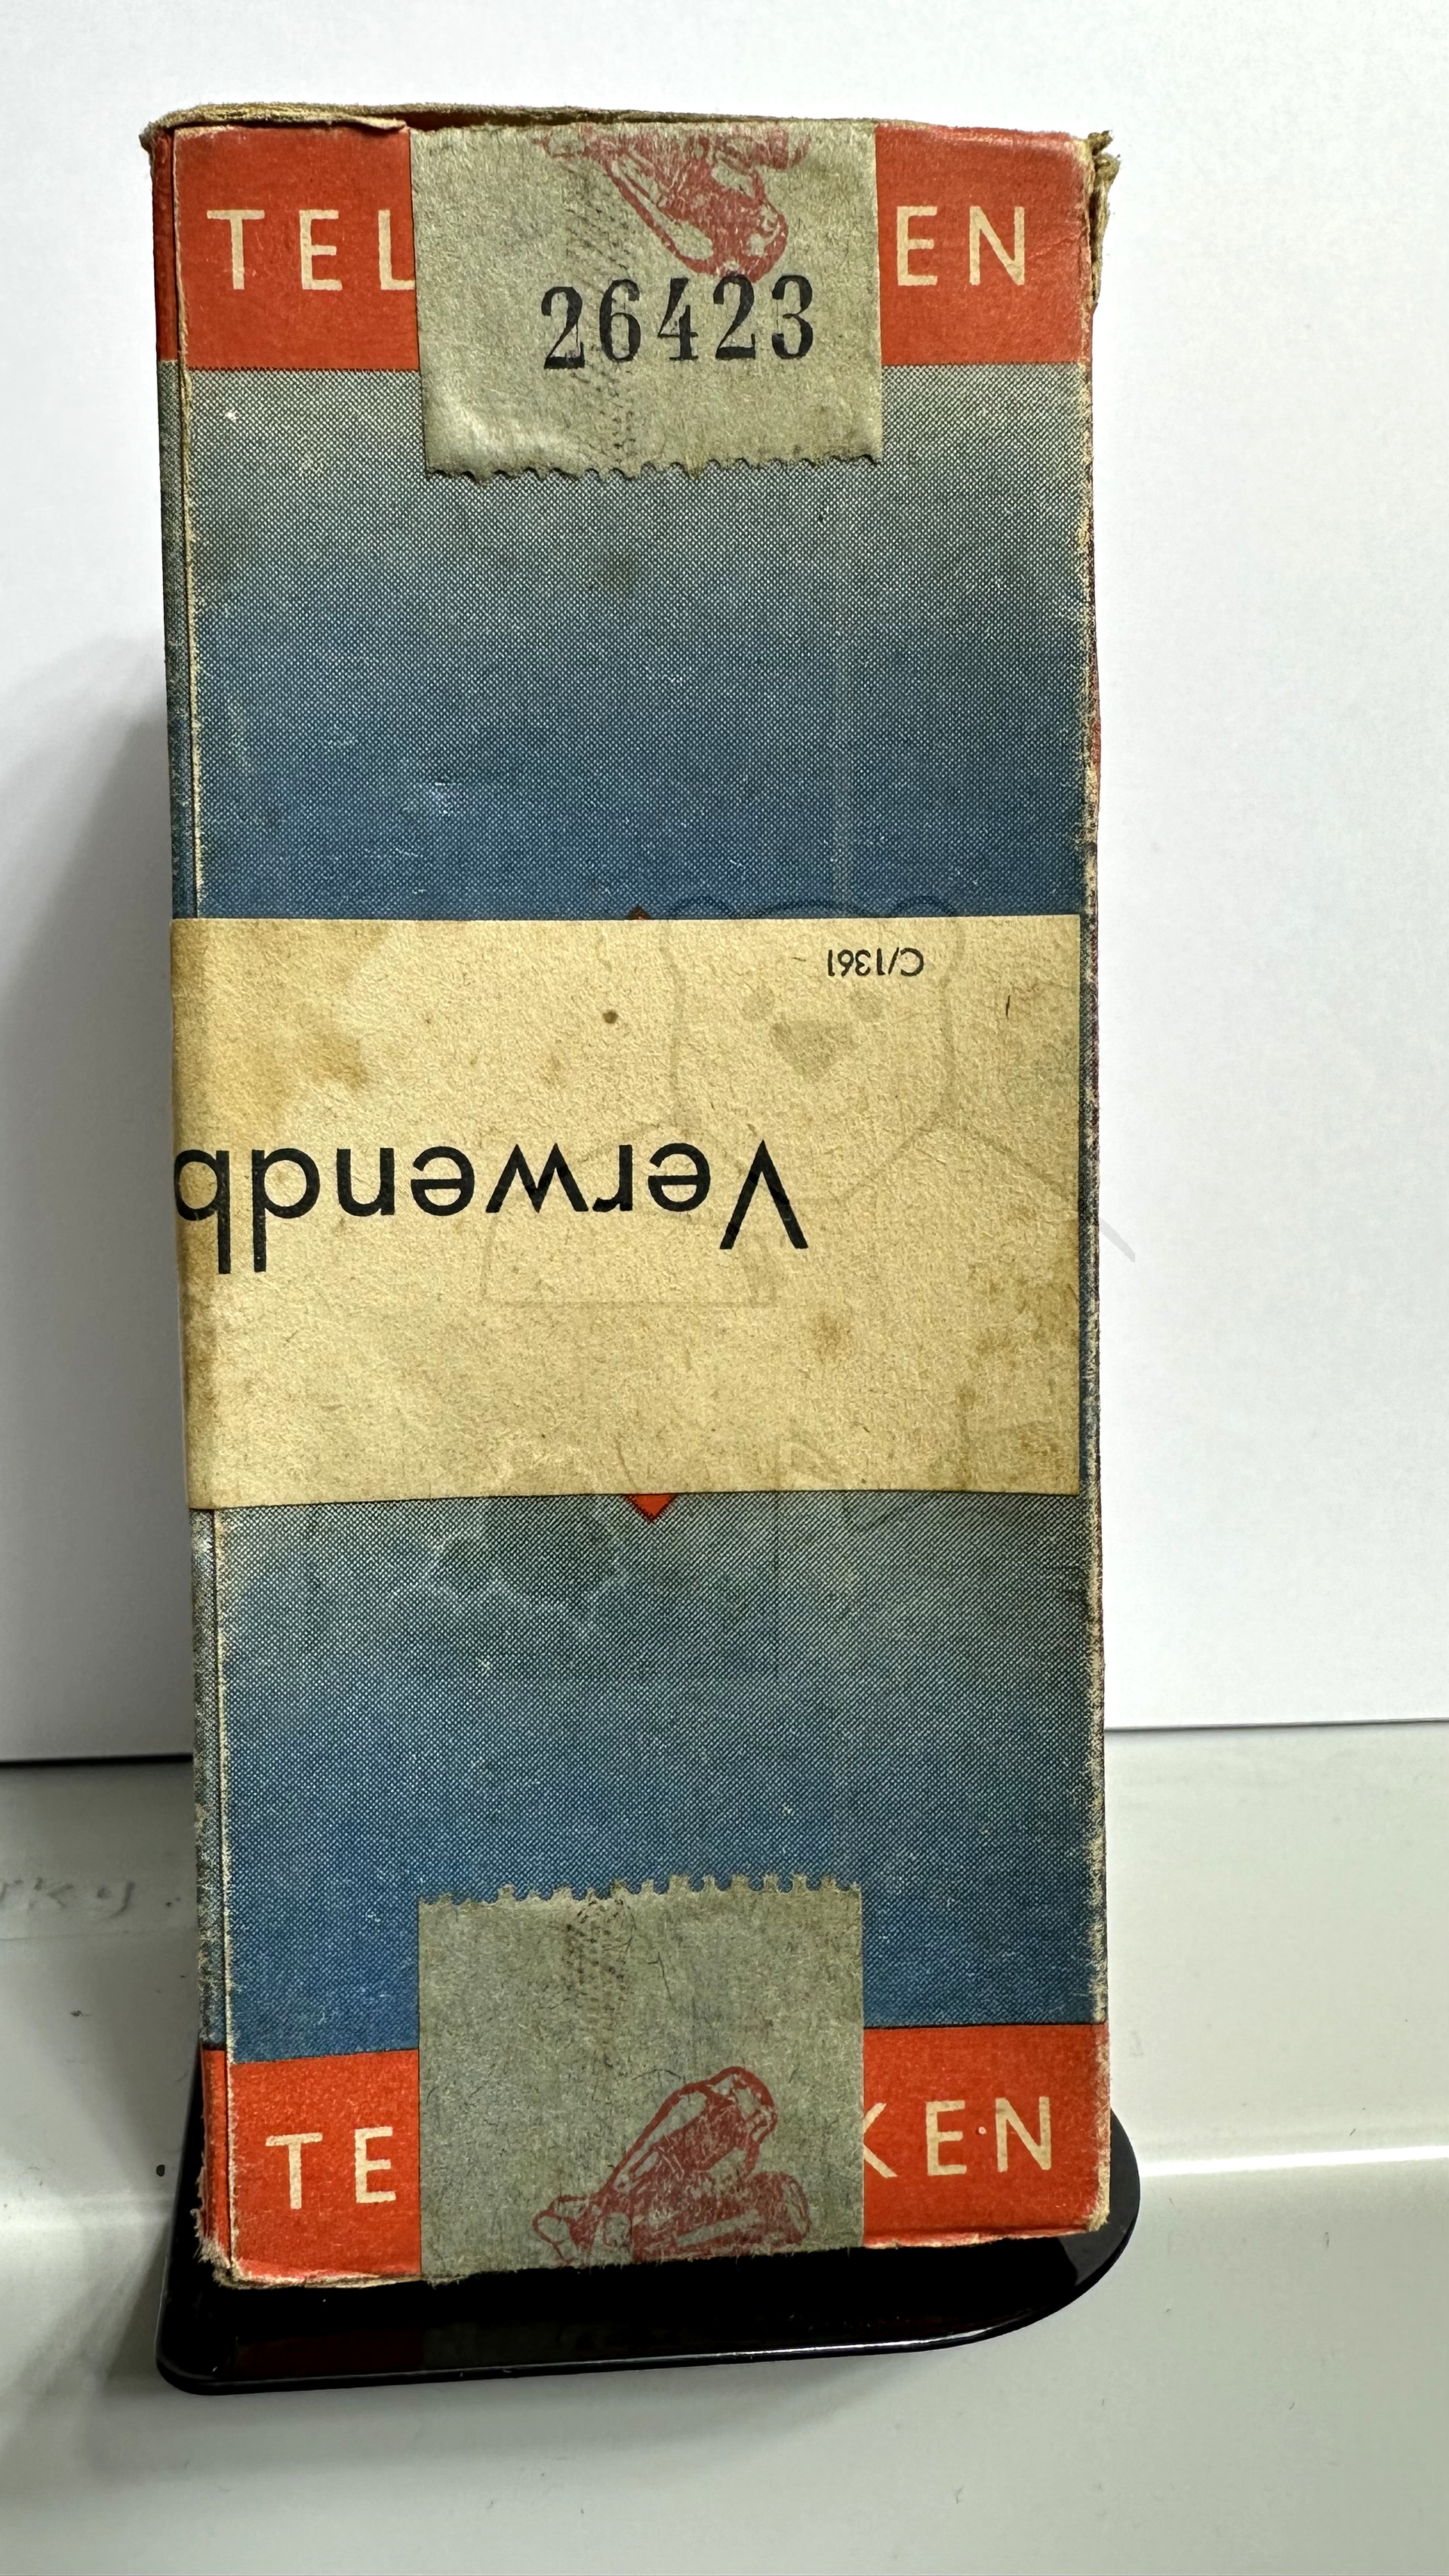 TEL EN
26423
C/1361
Verwendb
TE KEN